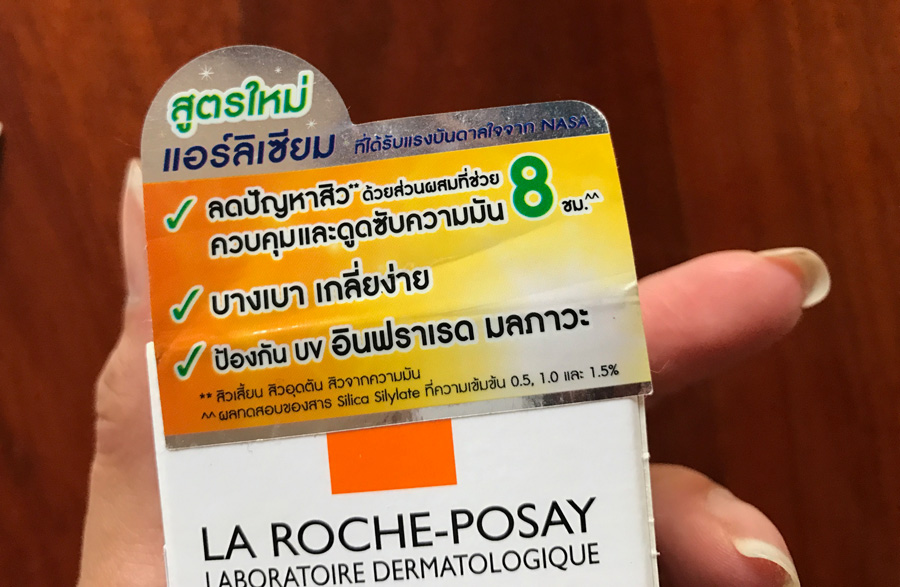 สูตรใหม่
แอร์ลิเซียม ที่ได้รับแรงบันดาลใจจาก NASA
✓ ลดปัญหาสิว** ด้วยส่วนผสมที่ช่วย 8 ชม.^^
ควบคุมและดูดซับความมัน
✓ บางเบา เกลี่ยง่าย
✓ ป้องกัน UV อินฟราเรด มลภาวะ
** สิวเสี้ยน สิวอุดตัน สิวจากความมัน
^^ ผลทดสอบของสาร Silica Silylate ที่ความเข้มข้น 0.5, 1.0 และ 1.5%
LA ROCHE-POSAY
LABORATOIRE DERMATOLOGIQUE